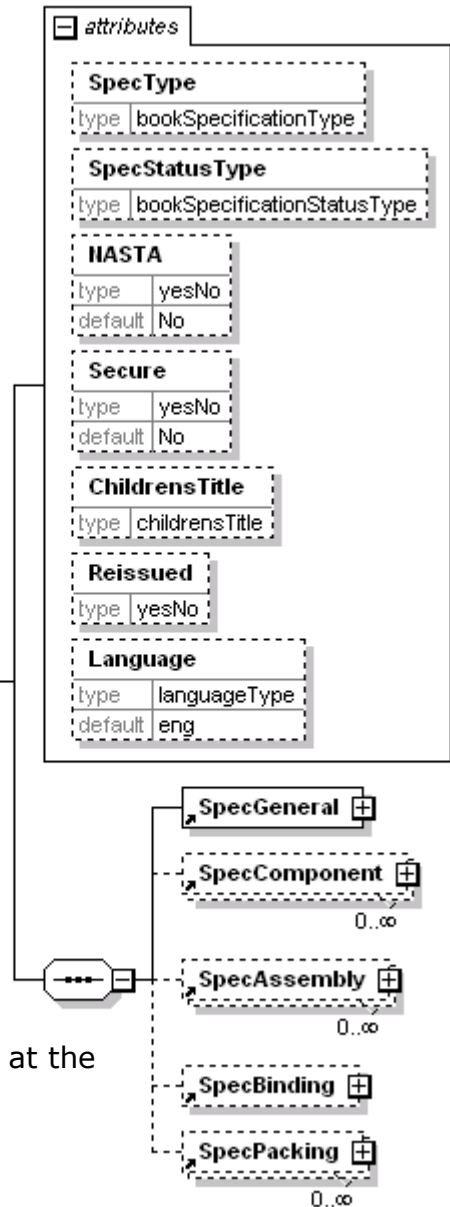 attributes
SpecType
type bookSpecificationType
SpecStatusType
type bookSpecificationStatusType
NASTA
type yesNo
default No
Secure
type yesNo
default No
ChildrensTitle
type childrensTitle
Reissued
type yesNo
Language
type languageType
default eng
SpecGeneral
SpecComponent
0..∞
SpecAssembly
0..∞
at the
SpecBinding
SpecPacking
0..∞